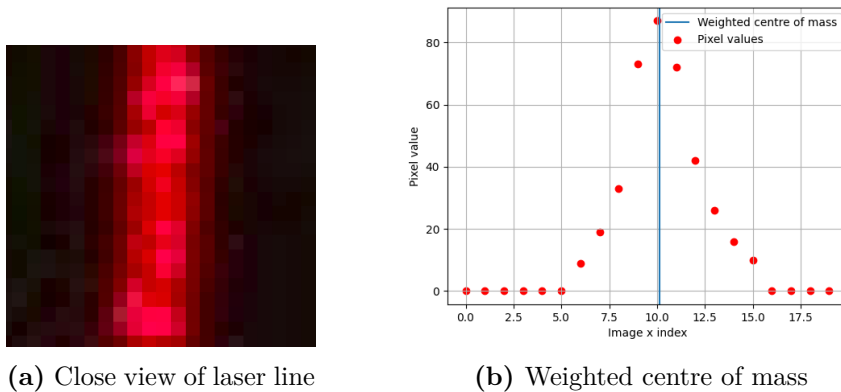 Weighted centre of mass
Pixel values
80
60
40
20
0
Pixel value
0.0 2.5 5.0 7.5 10.0 12.5 15.0 17.5
Image x index
(a) Close view of laser line
(b) Weighted centre of mass